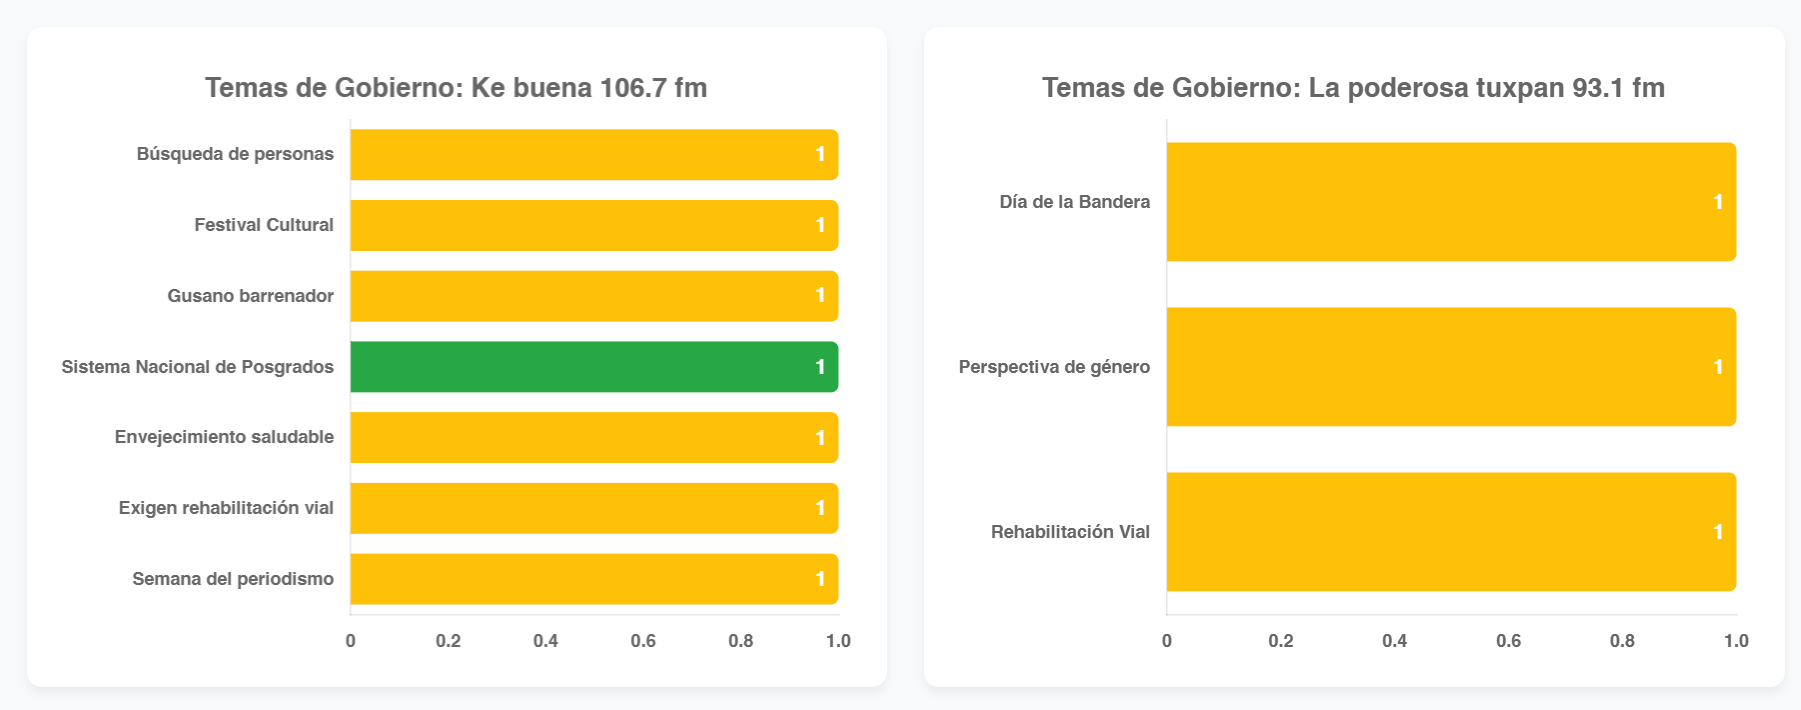 Temas de Gobierno: Ke buena 106.7 fm
Búsqueda de personas 1
Festival Cultural 1
Gusano barrenador 1
Sistema Nacional de Posgrados 1
Envejecimiento saludable 1
Exigen rehabilitación vial 1
Semana del periodismo 1
0 0.2 0.4 0.6 0.8 1.0
Temas de Gobierno: La poderosa tuxpan 93.1 fm
Día de la Bandera 1
Perspectiva de género 1
Rehabilitación Vial 1
0 0.2 0.4 0.6 0.8 1.0